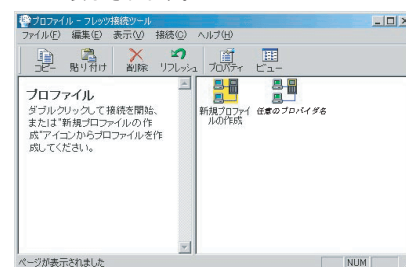 プロファイル - フレッツ接続ツール
ファイル(F) 編集(E) 表示(V) 接続(C) ヘルプ(H)
コピー 貼り付け 削除 リフレッシュ プロパティ ビュー
プロファイル
ダブルクリックして接続を開始、
または"新規プロファイルの作
成"アイコンからプロファイルを作
成してください。
新規プロファイ
ルの作成
任意のプロバイダ名
ページが表示されました
NUM